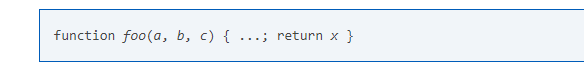 function foo(a, b, c) { ...; return x }